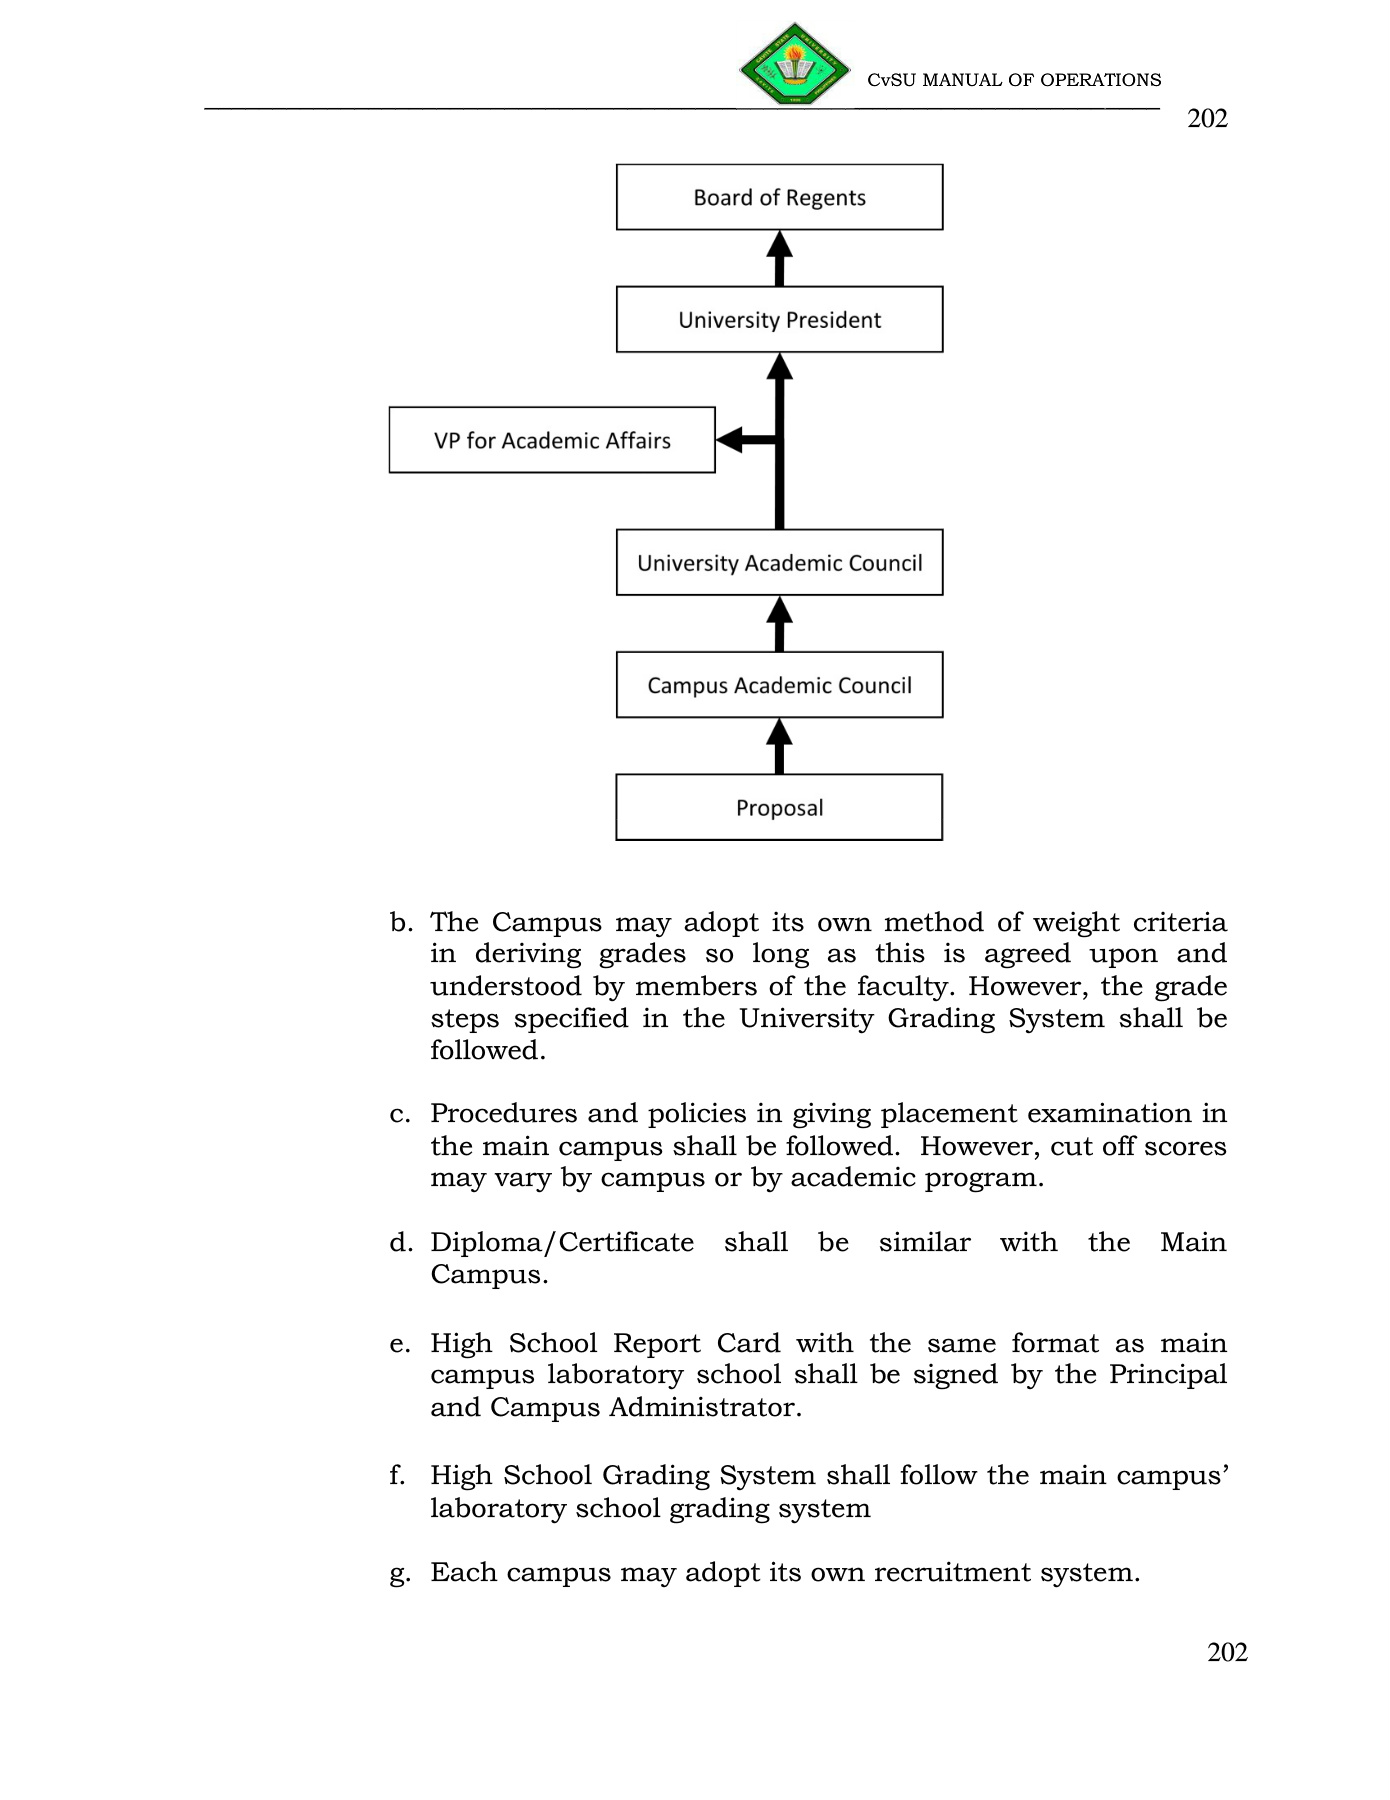 CvSU MANUAL OF OPERATIONS
202
Board of Regents
University President
VP for Academic Affairs
University Academic Council
Campus Academic Council
Proposal
b. The Campus may adopt its own method of weight criteria
in deriving grades so long as this is agreed upon and
understood by members of the faculty. However, the grade
steps specified in the University Grading System shall be
followed.
c. Procedures and policies in giving placement examination in
the main campus shall be followed. However, cut off scores
may vary by campus or by academic program.
d. Diploma/Certificate shall be similar with the Main
Campus.
e. High School Report Card with the same format as main
campus laboratory school shall be signed by the Principal
and Campus Administrator.
f. High School Grading System shall follow the main campus’
laboratory school grading system
g. Each campus may adopt its own recruitment system.
202